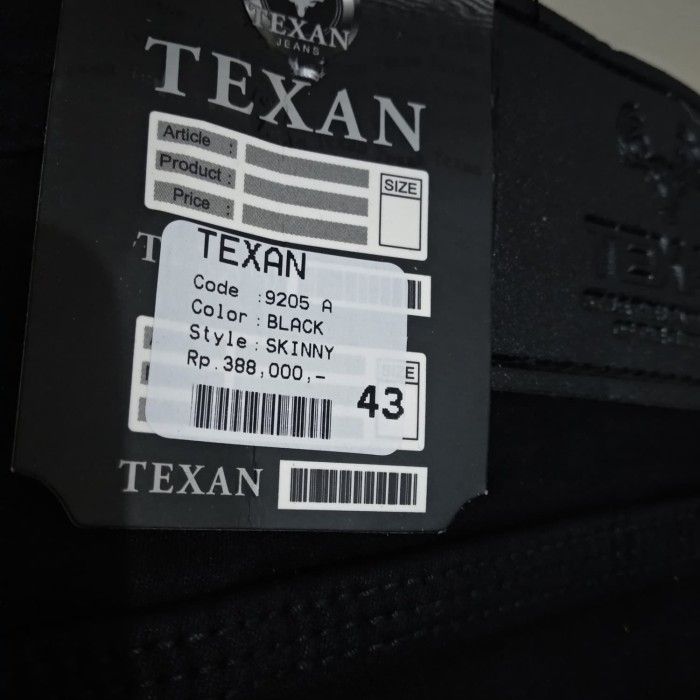 TEXAN
JEANS
TEXAN
Article :
Product :
Price :
SIZE
T
TEXAN
Code : 9205 A
Color : BLACK
Style : SKINNY
Rp.388,000,-
43
TEXAN